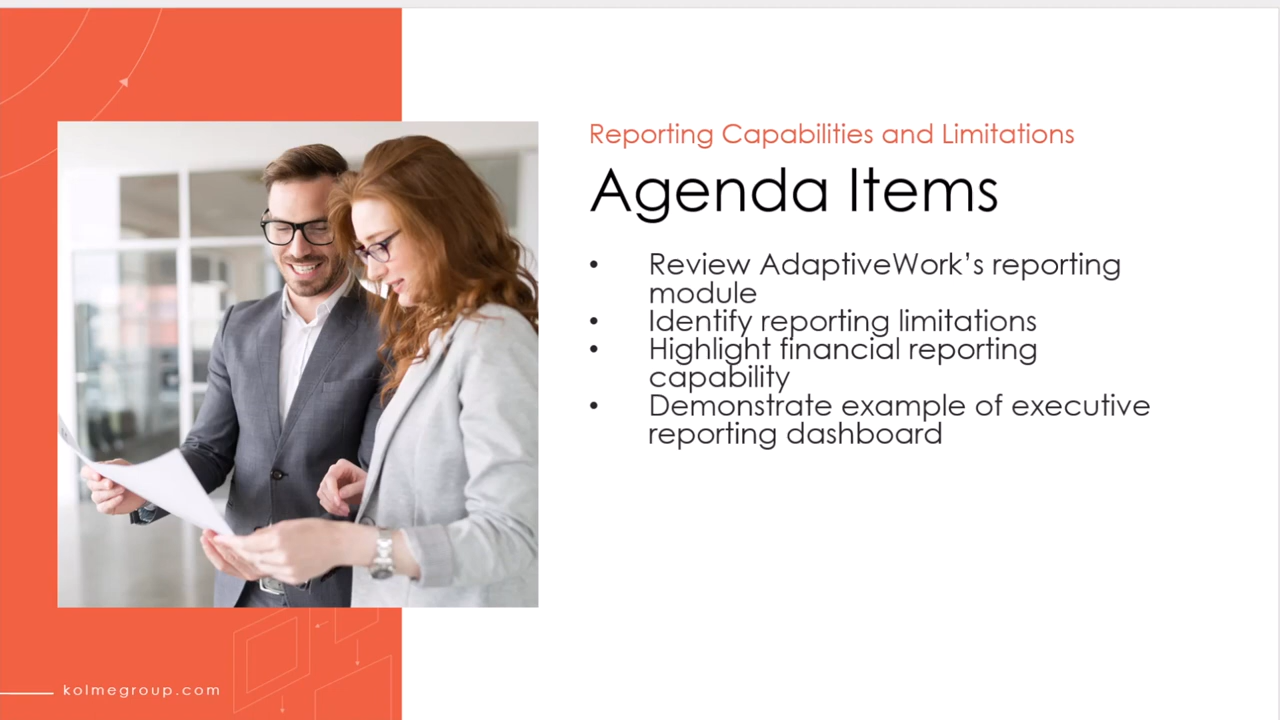 Reporting Capabilities and Limitations
Agenda Items
• Review AdaptiveWork’s reporting
module
• Identify reporting limitations
• Highlight financial reporting
capability
• Demonstrate example of executive
reporting dashboard
kolmegroup.com